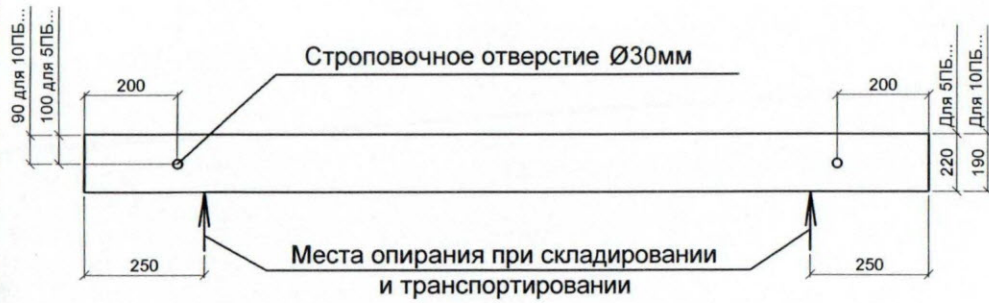 90 для 10ПБ...
100 для 5ПБ...
200
Строповочное отверстие Ø30мм
200
Для 5ПБ...
Для 10ПБ...
220
190
250
Места опирания при складировании
и транспортировании
250